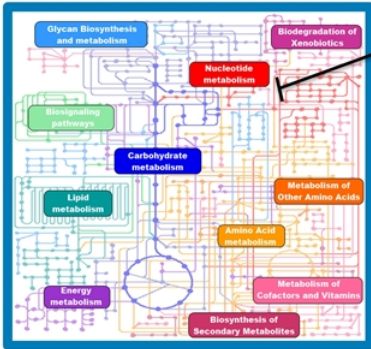 Glycan Biosynthesis
and metabolism
Biodegradation of
Xenobiotics
Nucleotide
metabolism
Biosignaling
pathways
Carbohydrate
metabolism
Lipid
metabolism
Metabolism of
Other Amino Acids
Amino Acid
metabolism
Energy
metabolism
Metabolism of
Cofactors and Vitamins
Biosynthesis of
Secondary Metabolites